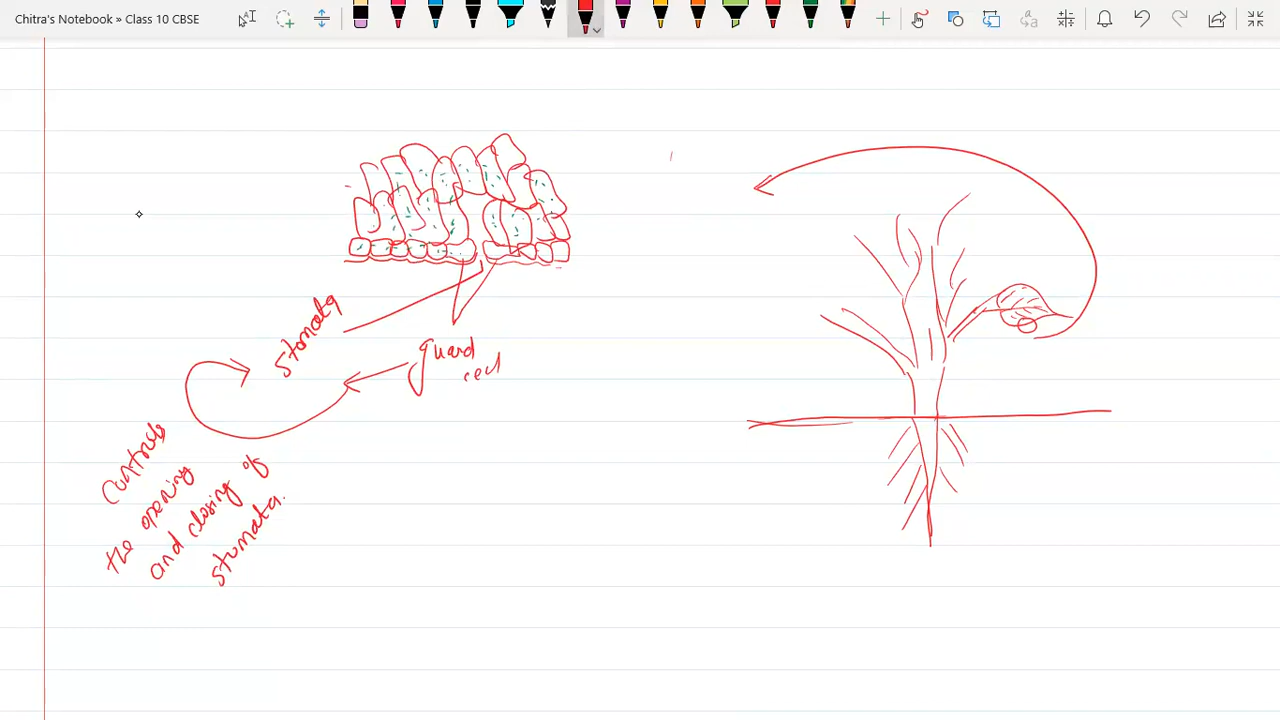 Chitra's Notebook » Class 10 CBSE
stomata
guard
cell
controls
the opening
and closing of
stomata.